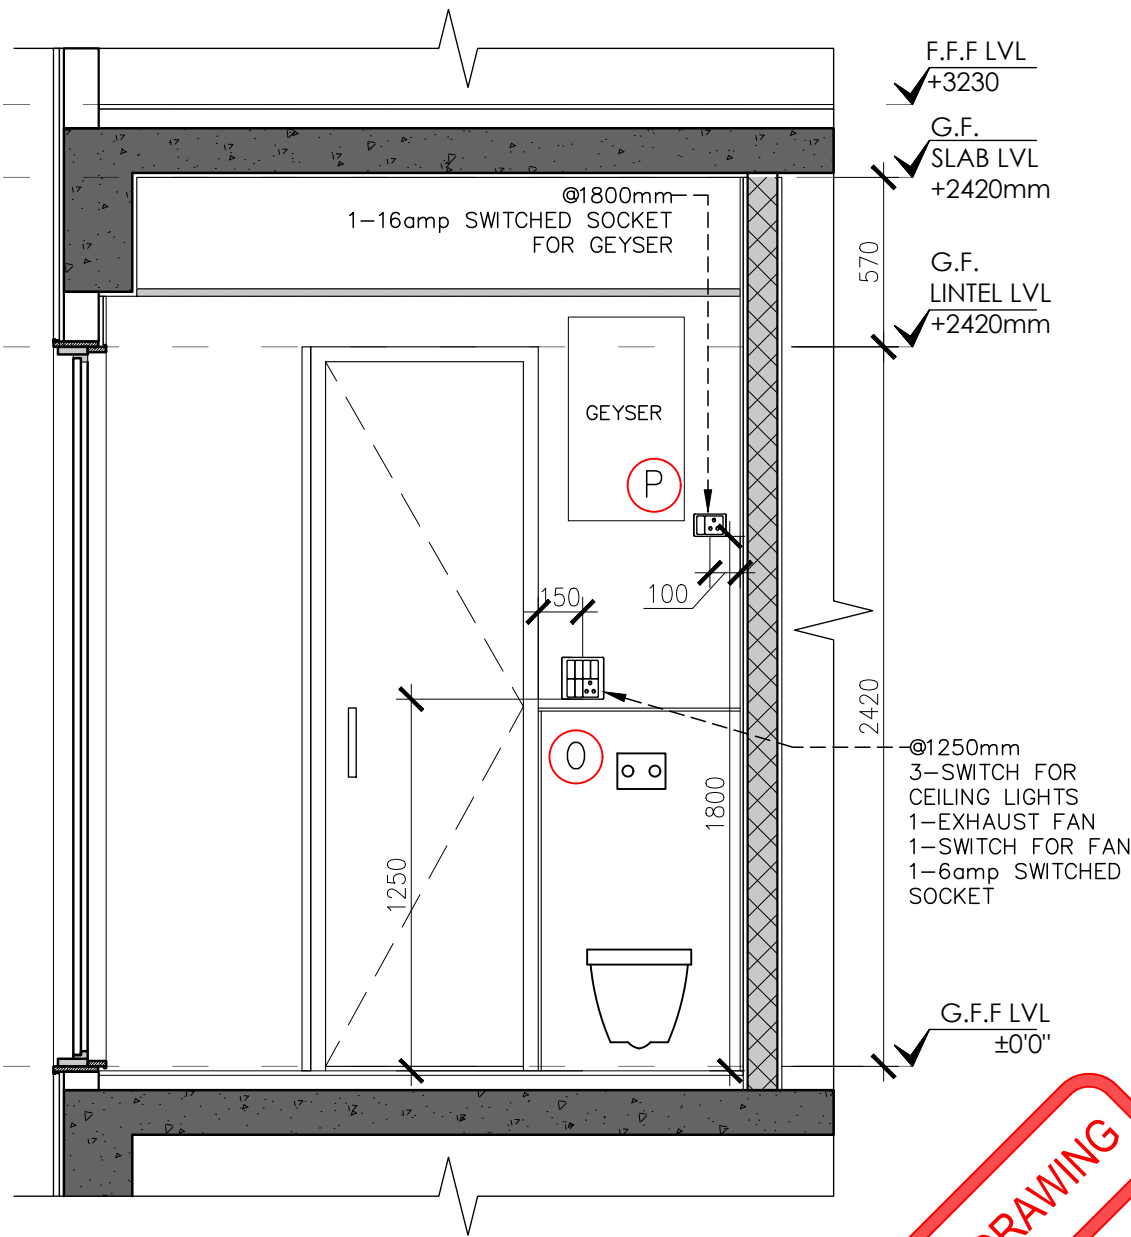 F.F.F LVL
+3230
G.F.
SLAB LVL
+2420mm
@1800mm
1-16amp SWITCHED SOCKET
FOR GEYSER
570
G.F.
LINTEL LVL
+2420mm
GEYSER
P
150
100
2420
@1250mm
3-SWITCH FOR
CEILING LIGHTS
1-EXHAUST FAN
1-SWITCH FOR FAN
1-6amp SWITCHED
SOCKET
O
1800
1250
G.F.F LVL
±0'0"
DRAWING